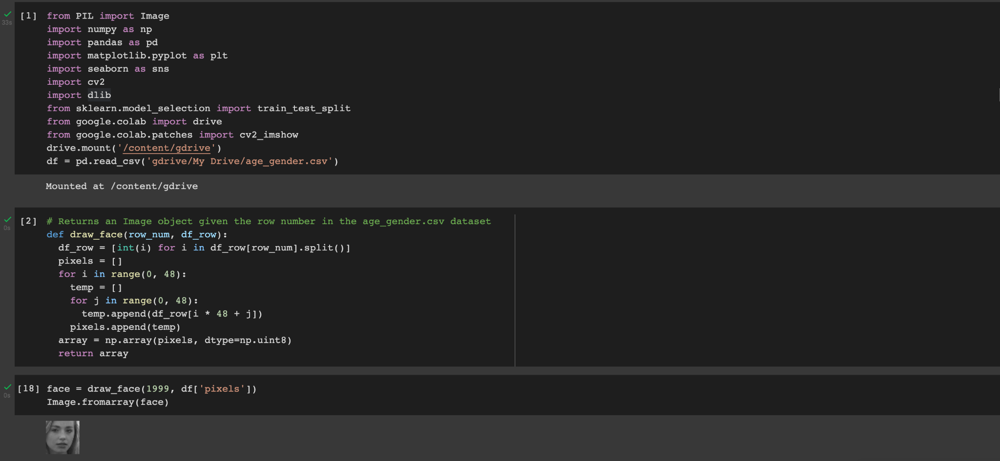 33s
[1] from PIL import Image
import numpy as np
import pandas as pd
import matplotlib.pyplot as plt
import seaborn as sns
import cv2
import dlib
from sklearn.model_selection import train_test_split
from google.colab import drive
from google.colab.patches import cv2_imshow
drive.mount('/content/gdrive')
df = pd.read_csv('gdrive/My Drive/age_gender.csv')
Mounted at /content/gdrive
0s
[2] # Returns an Image object given the row number in the age_gender.csv dataset
def draw_face(row_num, df_row):
  df_row = [int(i) for i in df_row[row_num].split()]
  pixels = []
  for i in range(0, 48):
    temp = []
    for j in range(0, 48):
      temp.append(df_row[i * 48 + j])
    pixels.append(temp)
  array = np.array(pixels, dtype=np.uint8)
  return array
0s
[18] face = draw_face(1999, df['pixels'])
Image.fromarray(face)